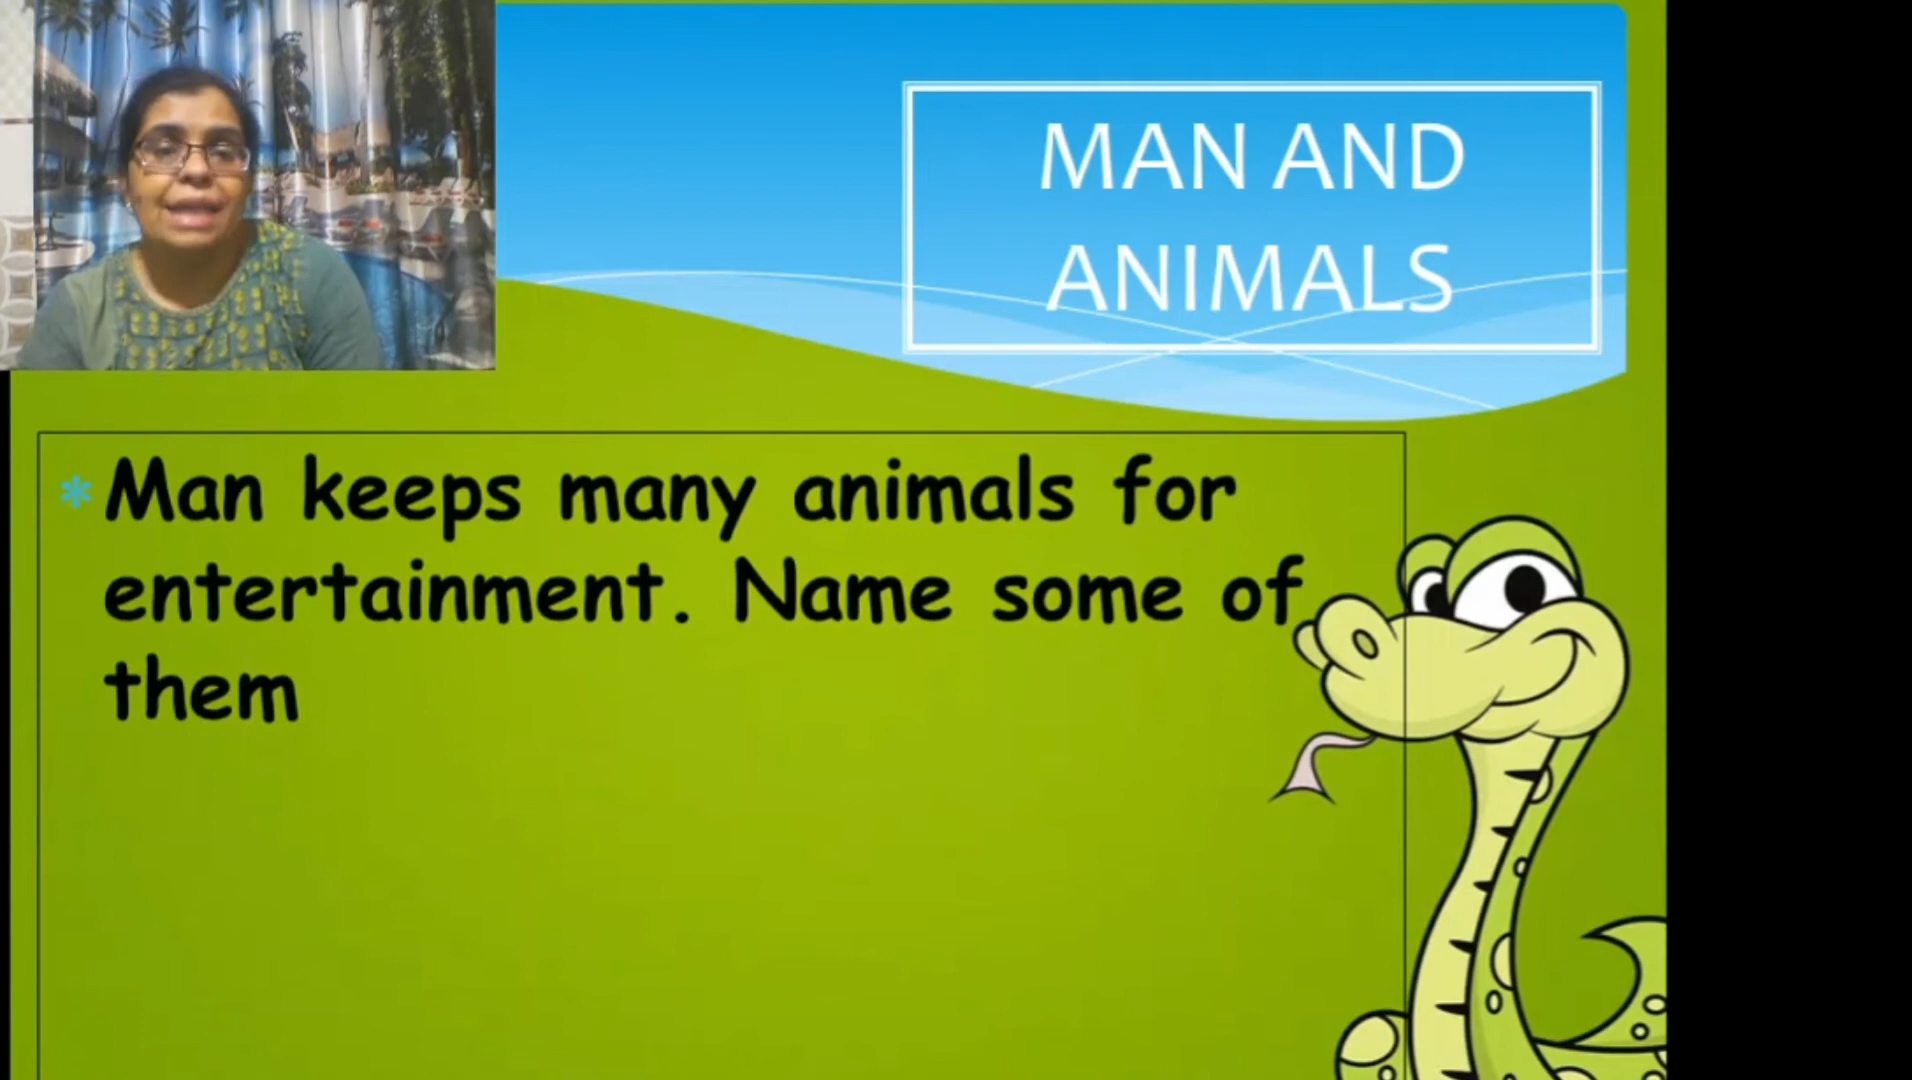 MAN AND
ANIMALS
* Man keeps many animals for
entertainment. Name some of
them